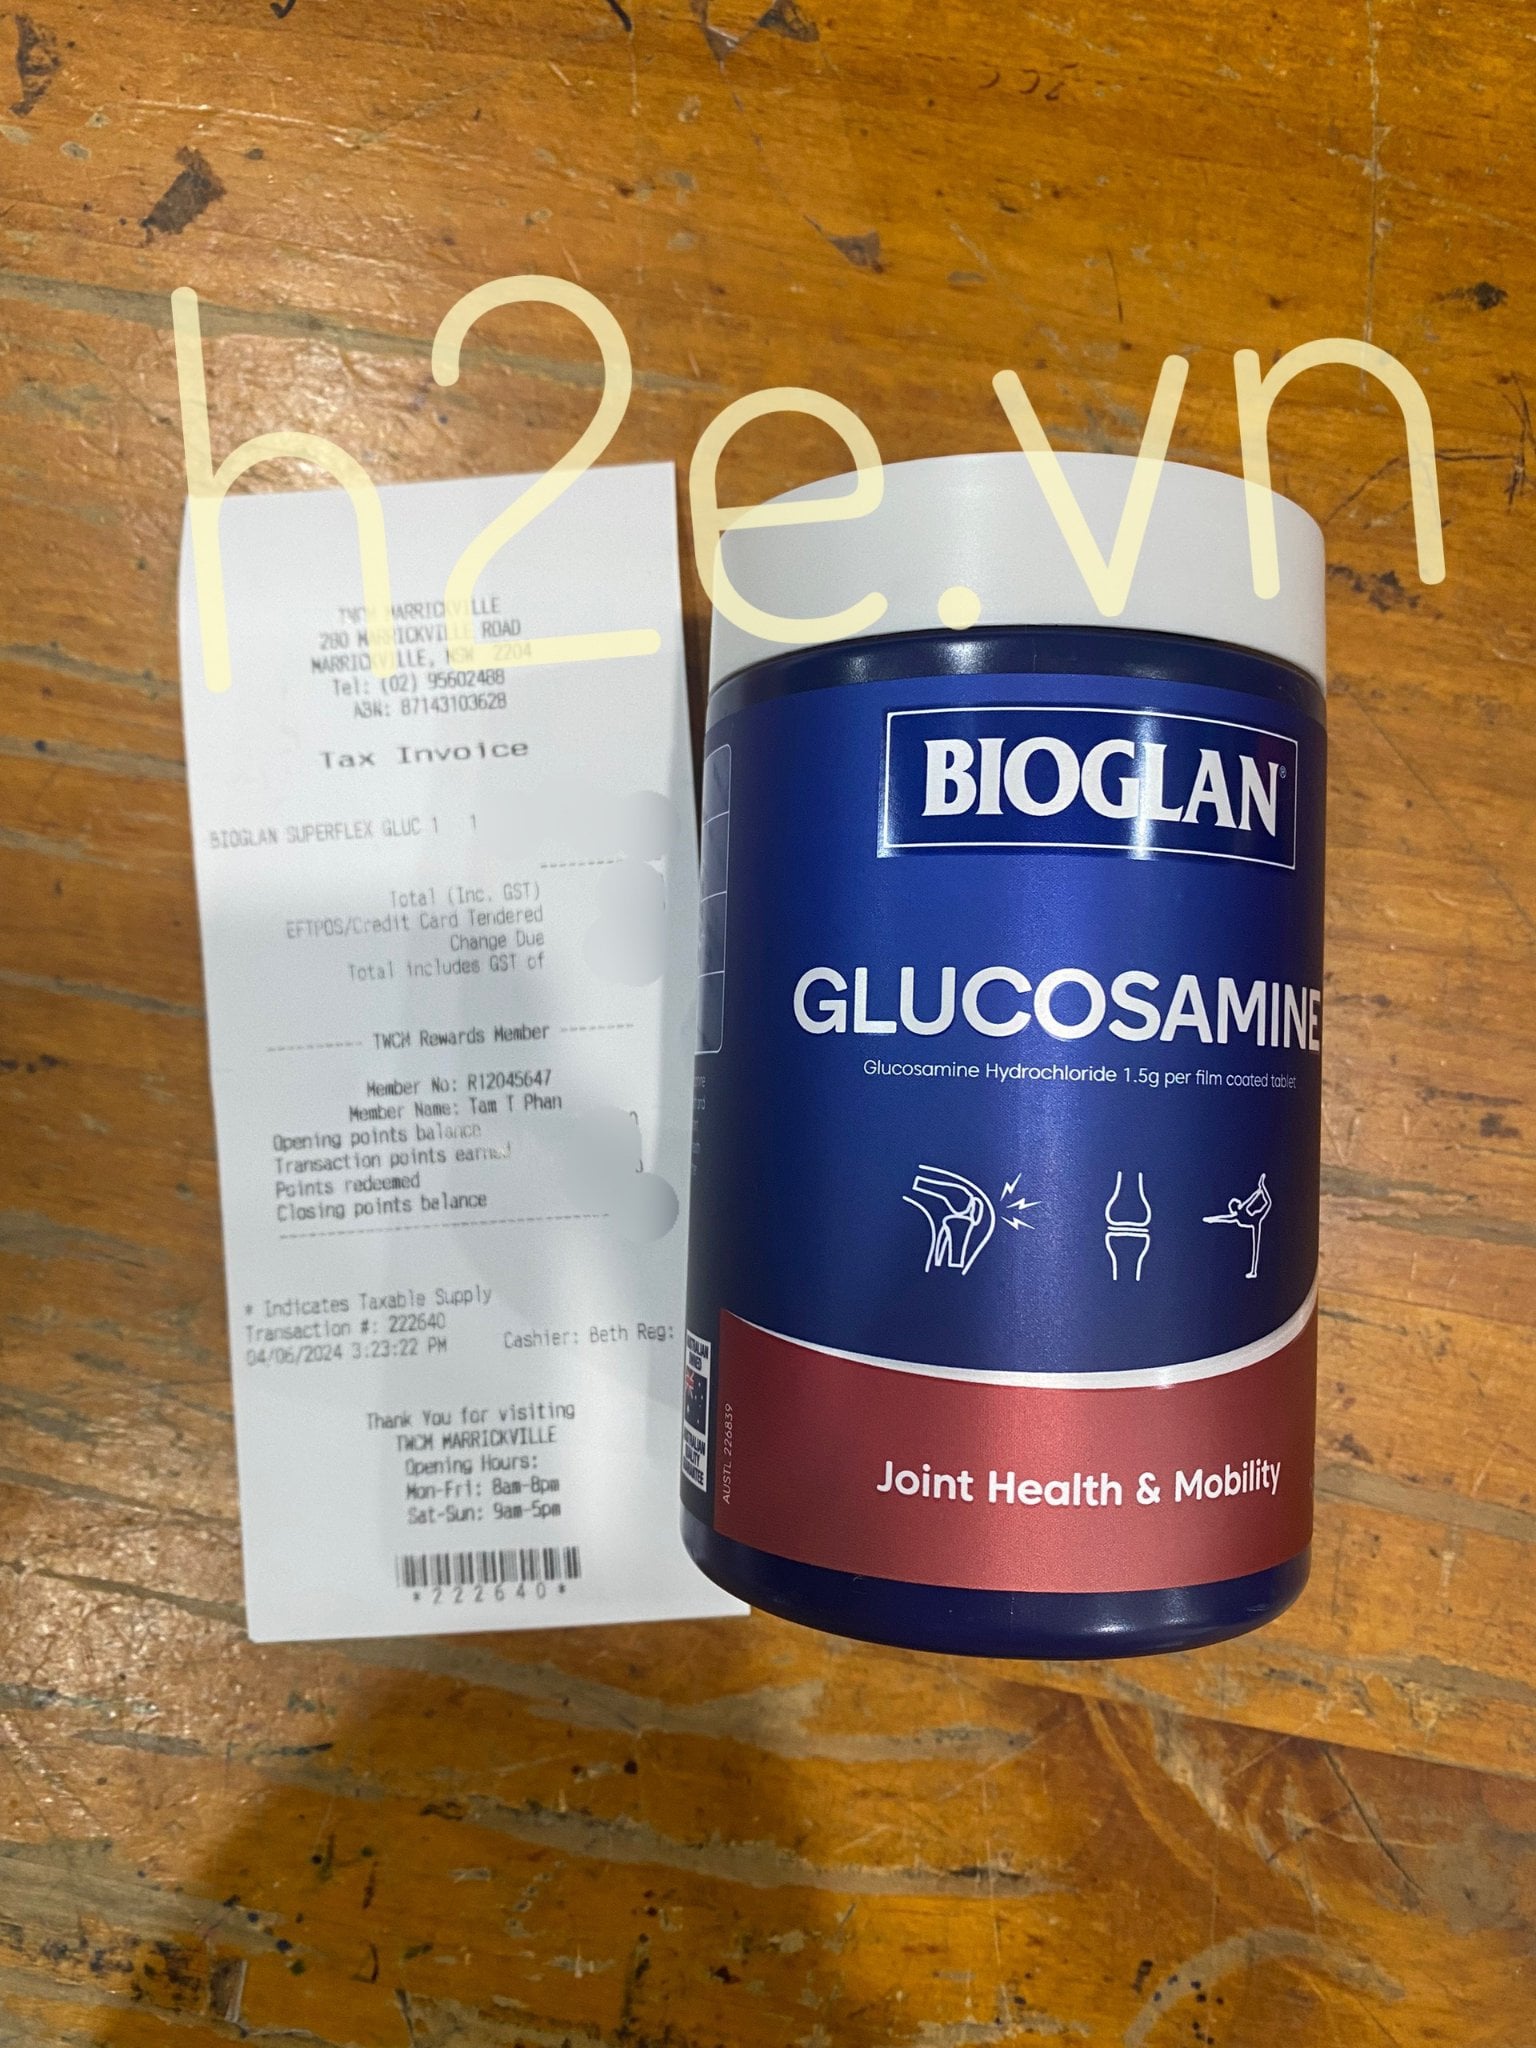 h2e.vn
TWCM MARRICKVILLE
280 MARRICKVILLE ROAD
MARRICKVILLE, NSW 2204
Tel: (02) 95602488
ABN: 87143103628
Tax Invoice
BIOGLAN SUPERFLEX GLUC 1 1
Total (Inc. GST)
EFTPOS/Credit Card Tendered
Change Due
Total includes GST of
---------- TWCM Rewards Member --------
Member No: R12045647
Member Name: Tam T Phan
Opening points balance
Transaction points earned
Points redeemed
Closing points balance
* Indicates Taxable Supply
Transaction #: 222640
04/06/2024 3:23:22 PM Cashier: Beth Reg:
Thank You for visiting
TWCM MARRICKVILLE
Opening Hours:
Mon-Fri: 8am-8pm
Sat-Sun: 9am-5pm
*222640*
BIOGLAN®
GLUCOSAMINE
Glucosamine Hydrochloride 1.5g per film coated tablet
Joint Health & Mobility
AUSTL 226839